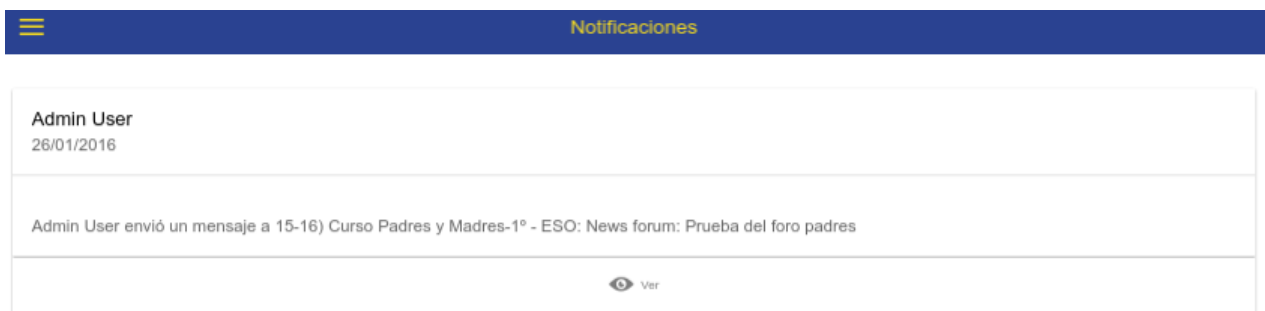 Notificaciones
Admin User
26/01/2016
Admin User envió un mensaje a 15-16) Curso Padres y Madres-1º - ESO: News forum: Prueba del foro padres
Ver